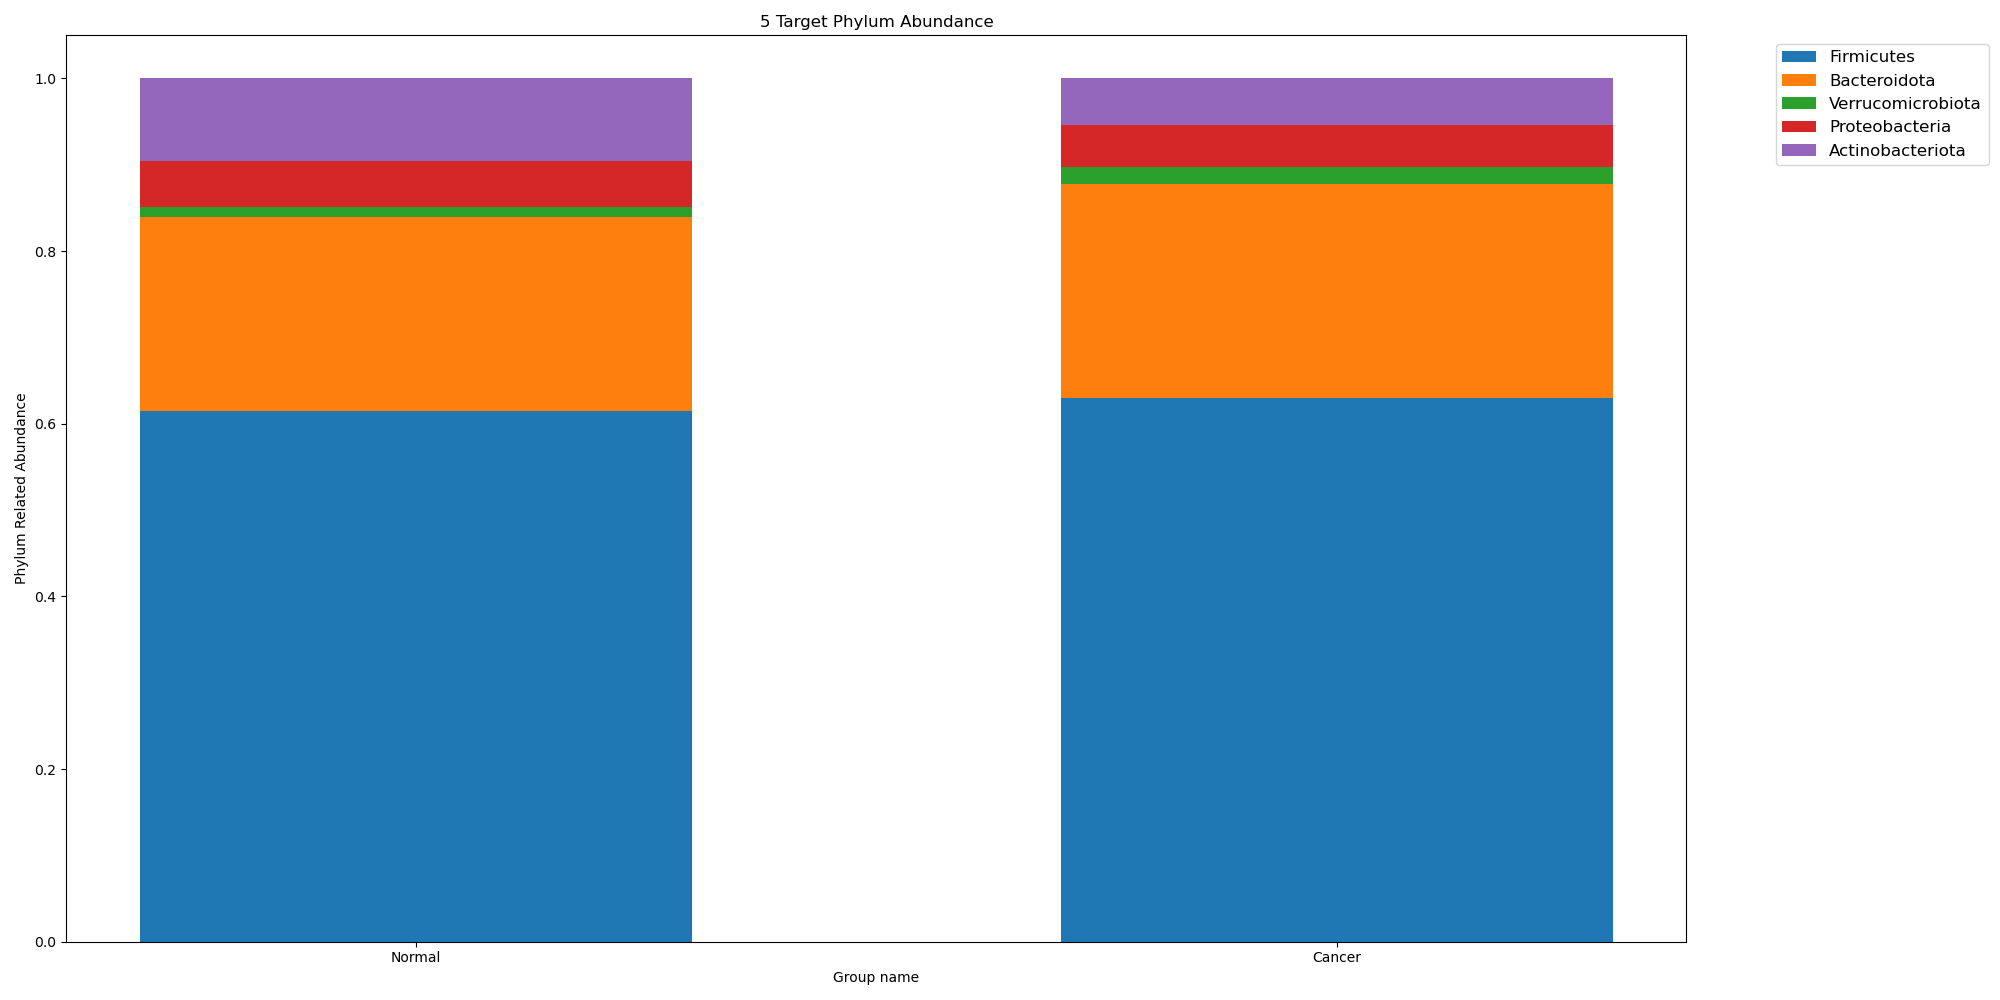 5 Target Phylum Abundance
Firmicutes
Bacteroidota
Verrucomicrobiota
Proteobacteria
Actinobacteriota
Phylum Related Abundance
1.0
0.8
0.6
0.4
0.2
0.0
Normal
Cancer
Group name